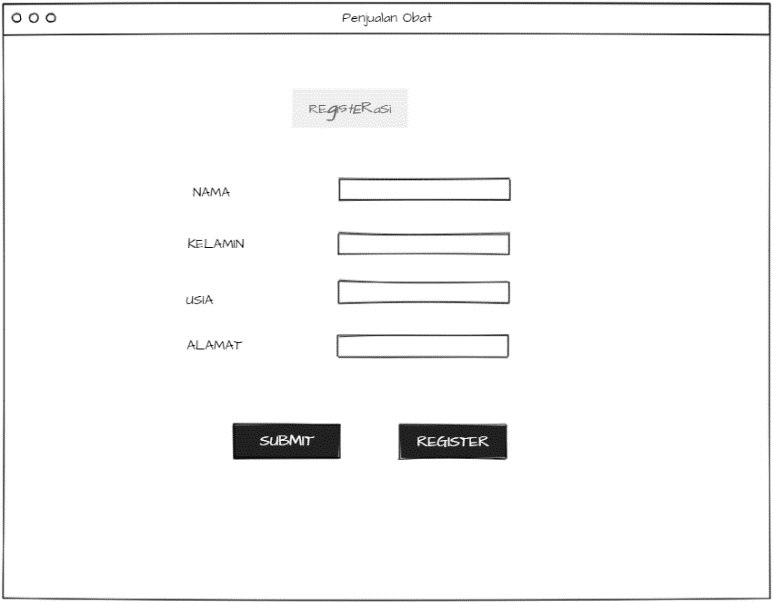 Penjualan Obat
REgisTERasi
NAMA
KELAMIN
USIA
ALAMAT
SUBMIT
REGISTER